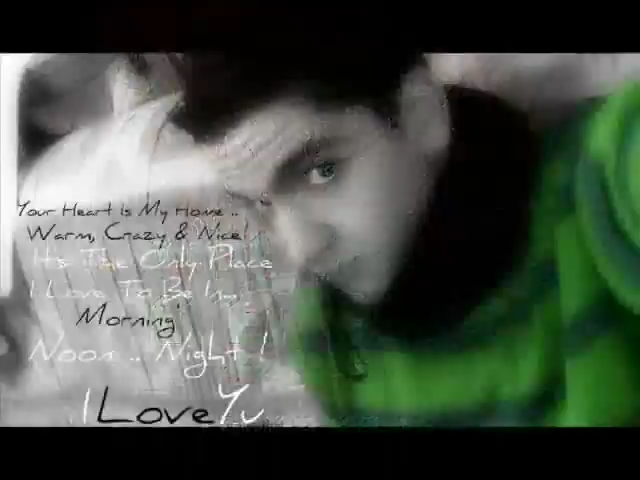 Your Heart is My Home ..
Warm, Crazy & Nice!
It's The Only Place
I Love To Be In,
Morning
Noon .. Night !
I Love Yu